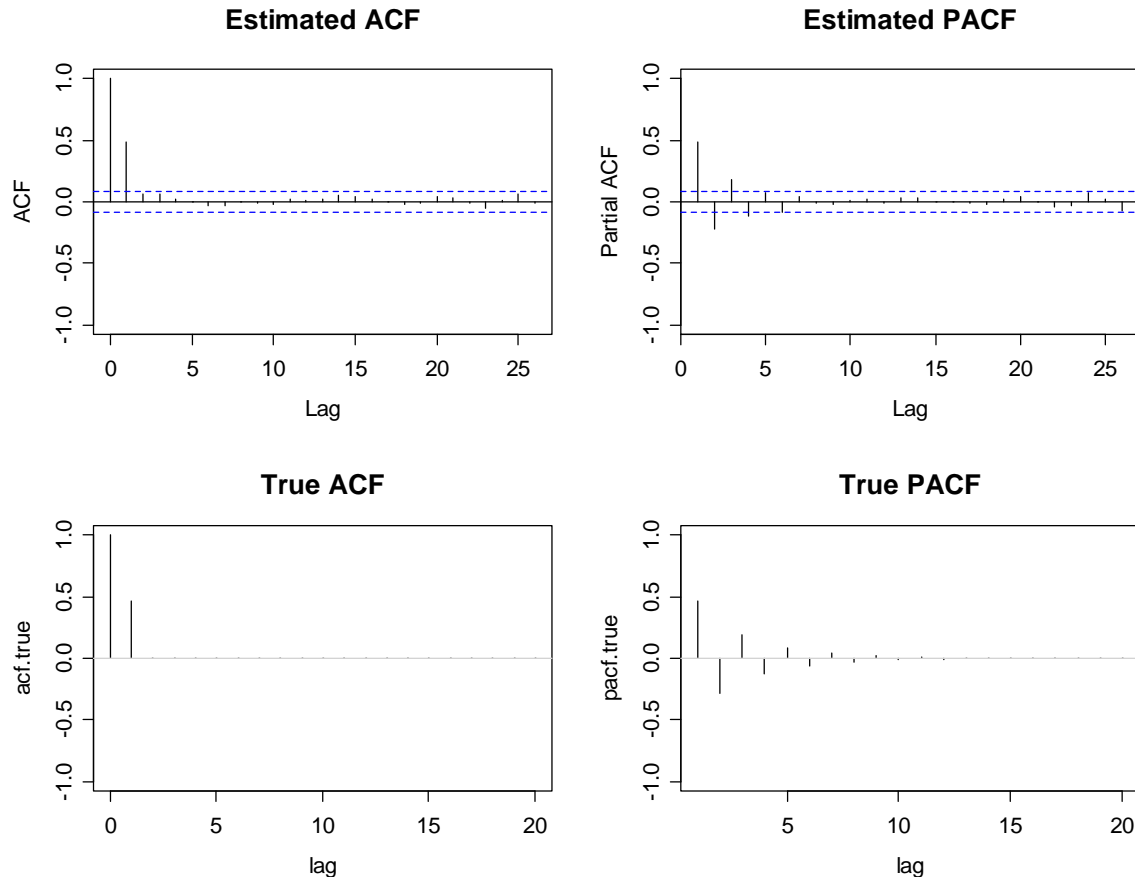 Estimated ACF
ACF
1.0
0.5
0.0
-0.5
-1.0
0 5 10 15 20 25
Lag
Estimated PACF
Partial ACF
1.0
0.5
0.0
-0.5
-1.0
0 5 10 15 20 25
Lag
True ACF
acf.true
1.0
0.5
0.0
-0.5
-1.0
0 5 10 15 20
lag
True PACF
pacf.true
1.0
0.5
0.0
-0.5
-1.0
5 10 15 20
lag